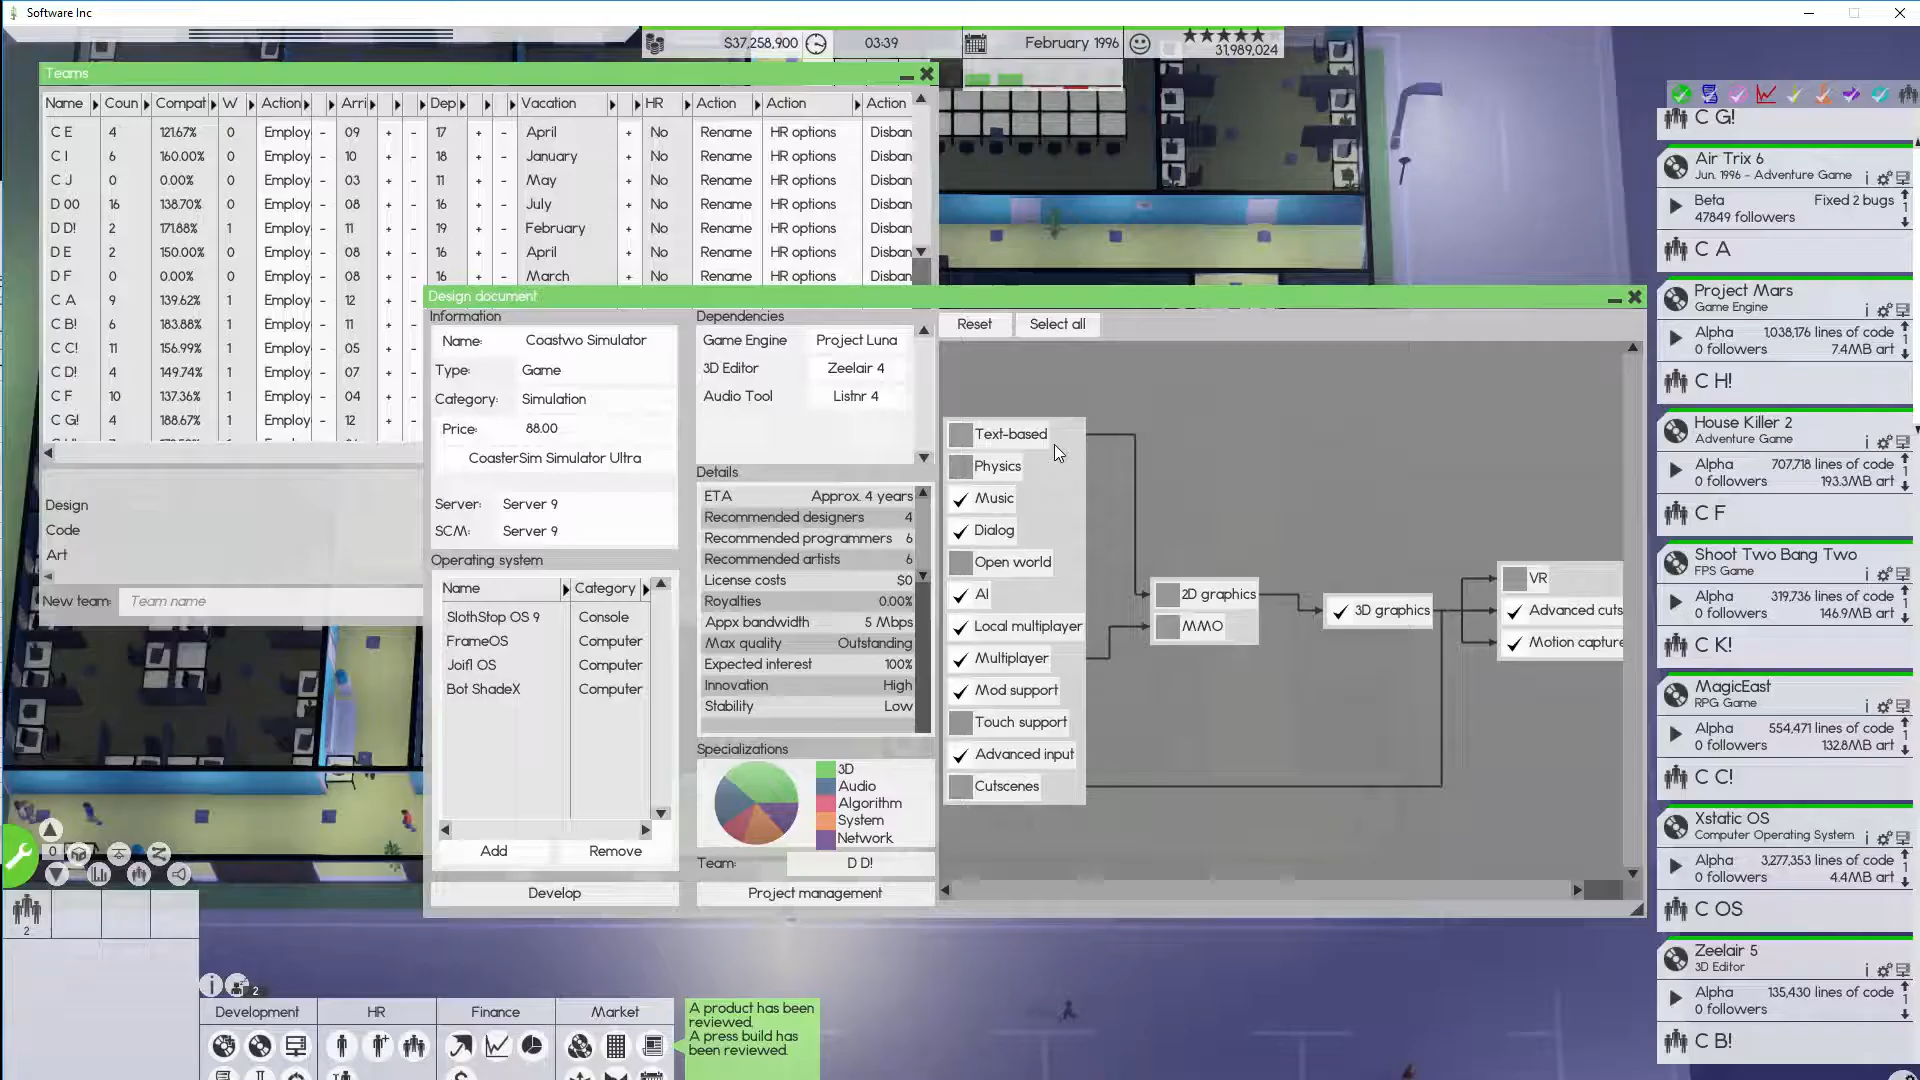 Software Inc
$37,258,900
03:39
February 1996
31,989,024
Teams
Name Coun Compat W Action Arri Dep Vacation HR Action Action Action
C E 4 121.67% 0 Employ - 09 + - 17 + - April + No Rename HR options Disban
C I 6 160.00% 0 Employ - 10 + - 18 + - January + No Rename HR options Disban
C J 0 0.00% 0 Employ - 03 + - 11 + - May + No Rename HR options Disban
D 00 16 138.70% 0 Employ - 08 + - 16 + - July + No Rename HR options Disban
D D! 2 171.88% 1 Employ - 11 + - 19 + - February + No Rename HR options Disban
D E 2 150.00% 0 Employ - 08 + - 16 + - April + No Rename HR options Disban
D F 0 0.00% 0 Employ - 08 + - 16 + - March + No Rename HR options Disban
C A 9 139.62% 1 Employ - 12 + -
C B! 6 183.88% 1 Employ - 11 + -
C C! 11 156.99% 1 Employ - 05 + -
C D! 4 149.74% 1 Employ - 07 + -
C F 10 137.36% 1 Employ - 04 + -
C G! 4 188.67% 1 Employ - 12 + -
Design
Code
Art
New team: Team name
Design document
Information
Name: Coastwo Simulator
Type: Game
Category: Simulation
Price: 88.00
CoasterSim Simulator Ultra
Server: Server 9
SCM: Server 9
Operating system
Name Category
SlothStop OS 9 Console
FrameOS Computer
Joifl OS Computer
Bot ShadeX Computer
Add Remove
Develop
Dependencies
Game Engine Project Luna
3D Editor Zeelair 4
Audio Tool Listnr 4
Details
ETA Approx. 4 years
Recommended designers 4
Recommended programmers 6
Recommended artists 6
License costs $0
Royalties 0.00%
Appx bandwidth 5 Mbps
Max quality Outstanding
Expected interest 100%
Innovation High
Stability Low
Specializations
3D
Audio
Algorithm
System
Network
Team: D D!
Project management
Reset Select all
Text-based
Physics
Music
Dialog
Open world
AI
Local multiplayer
Multiplayer
Mod support
Touch support
Advanced input
Cutscenes
2D graphics
MMO
3D graphics
VR
Advanced cuts
Motion capture
C G!
Air Trix 6
Jun. 1996 - Adventure Game
Beta Fixed 2 bugs
47849 followers 1
C A
Project Mars
Game Engine
Alpha 1,038,176 lines of code
0 followers 7.4MB art 1
C H!
House Killer 2
Adventure Game
Alpha 707,718 lines of code
0 followers 193.3MB art 1
C F
Shoot Two Bang Two
FPS Game
Alpha 319,736 lines of code
0 followers 146.9MB art 1
C K!
MagicEast
RPG Game
Alpha 554,471 lines of code
0 followers 132.8MB art 1
C C!
Xstatic OS
Computer Operating System
Alpha 3,277,353 lines of code
0 followers 4.4MB art 1
C OS
Zeelair 5
3D Editor
Alpha 135,430 lines of code
0 followers 1
C B!
0
2
2
Development HR Finance Market
A product has been
reviewed.
A press build has
been reviewed.